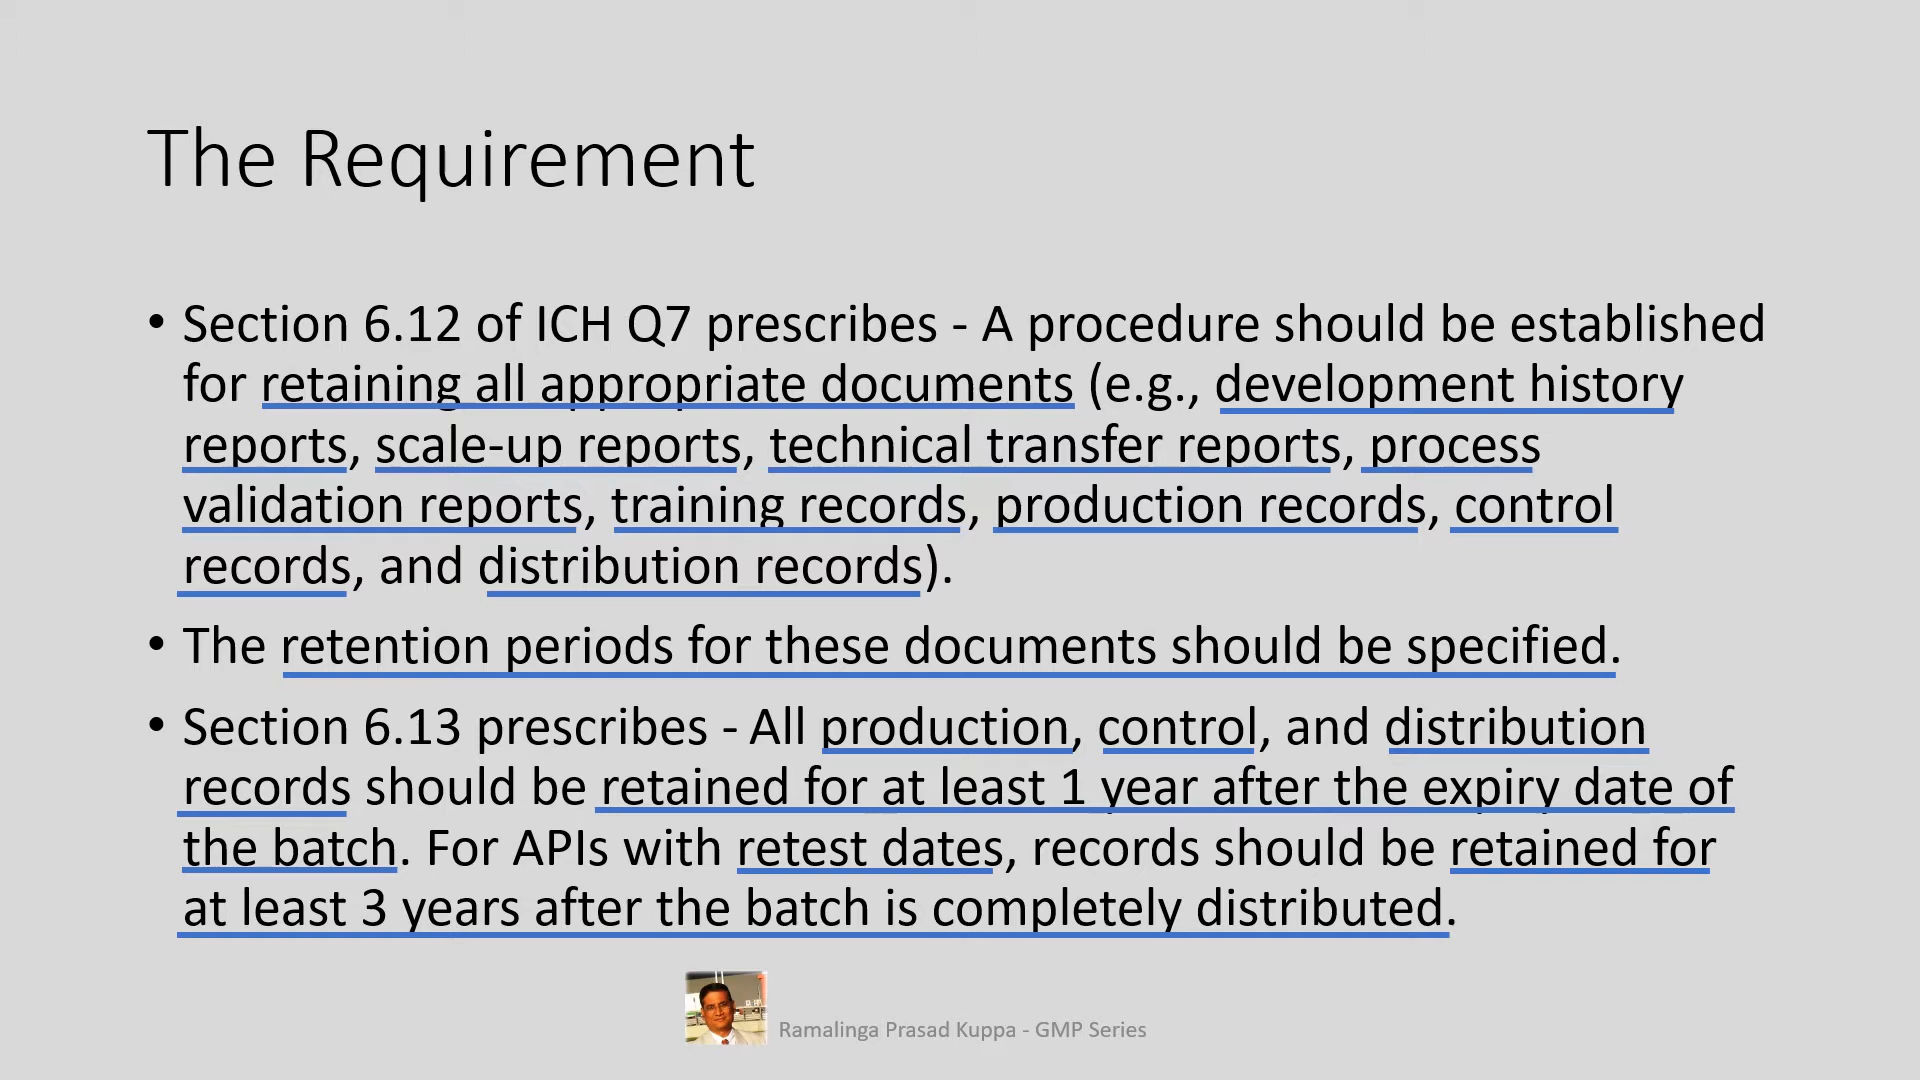 The Requirement
• Section 6.12 of ICH Q7 prescribes - A procedure should be established
for retaining all appropriate documents (e.g., development history
reports, scale-up reports, technical transfer reports, process
validation reports, training records, production records, control
records, and distribution records).
• The retention periods for these documents should be specified.
• Section 6.13 prescribes - All production, control, and distribution
records should be retained for at least 1 year after the expiry date of
the batch. For APIs with retest dates, records should be retained for
at least 3 years after the batch is completely distributed.
Ramalinga Prasad Kuppa - GMP Series